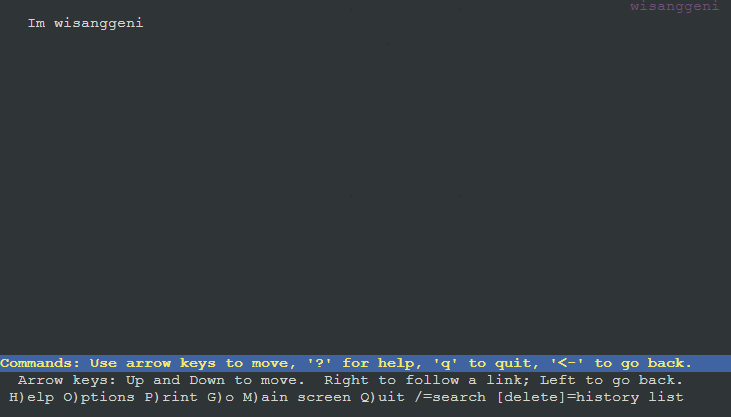 wisanggeni
Im wisanggeni
Commands: Use arrow keys to move, '?' for help, 'q' to quit, '<-' to go back.
Arrow keys: Up and Down to move.  Right to follow a link; Left to go back.
H)elp O)ptions P)rint G)o M)ain screen Q)uit /=search [delete]=history list